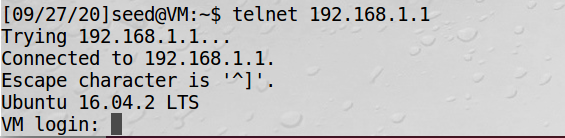 [09/27/20]seed@VM:~$ telnet 192.168.1.1
Trying 192.168.1.1...
Connected to 192.168.1.1.
Escape character is '^]'.
Ubuntu 16.04.2 LTS
VM login: